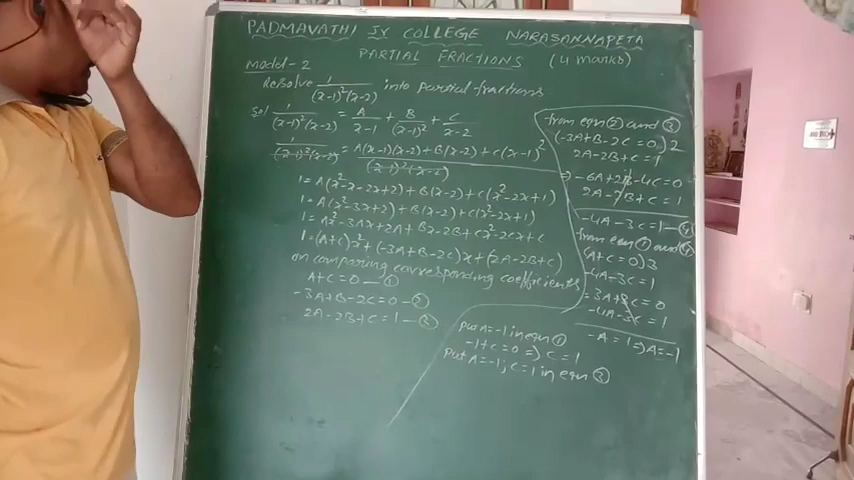 PADMAVATHI JY COLLEGE NARASANNAPETA
PARTIAL FRACTIONS (4 marks)
model-2
Resolve 1/((x-1)²(x-2)) into partial fractions
Sol 1/((x-1)²(x-2)) = A/(x-1) + B/(x-1)² + C/(x-2)
1/((x-1)²(x-2)) = (A(x-1)(x-2)+B(x-2)+C(x-1)²)/((x-1)²(x-2))
1=A(x²-x-2x+2)+B(x-2)+C(x²-2x+1)
1=A(x²-3x+2)+B(x-2)+C(x²-2x+1)
1=Ax²-3Ax+2A+Bx-2B+Cx²-2Cx+C
1=(A+C)x²+(-3A+B-2C)x+(2A-2B+C)
on comparing corresponding coefficients
A+C=0-①
-3A+B-2C=0-②
2A-2B+C=1-③
from eqn ② and ③
(-3A+B-2C=0)2
2A-2B+C=1
⇒ -6A+2B-4C=0
2A-2B+C=1
-4A-3C=1-④
from eqn ① and ④
(A+C=0)3
-4A-3C=1
=3A+3C=0
-4A-3C=1
-A=1⇒A=-1
Put A=-1 in eqn ①
-1+C=0⇒C=1
Put A=-1, C=1 in eqn ③